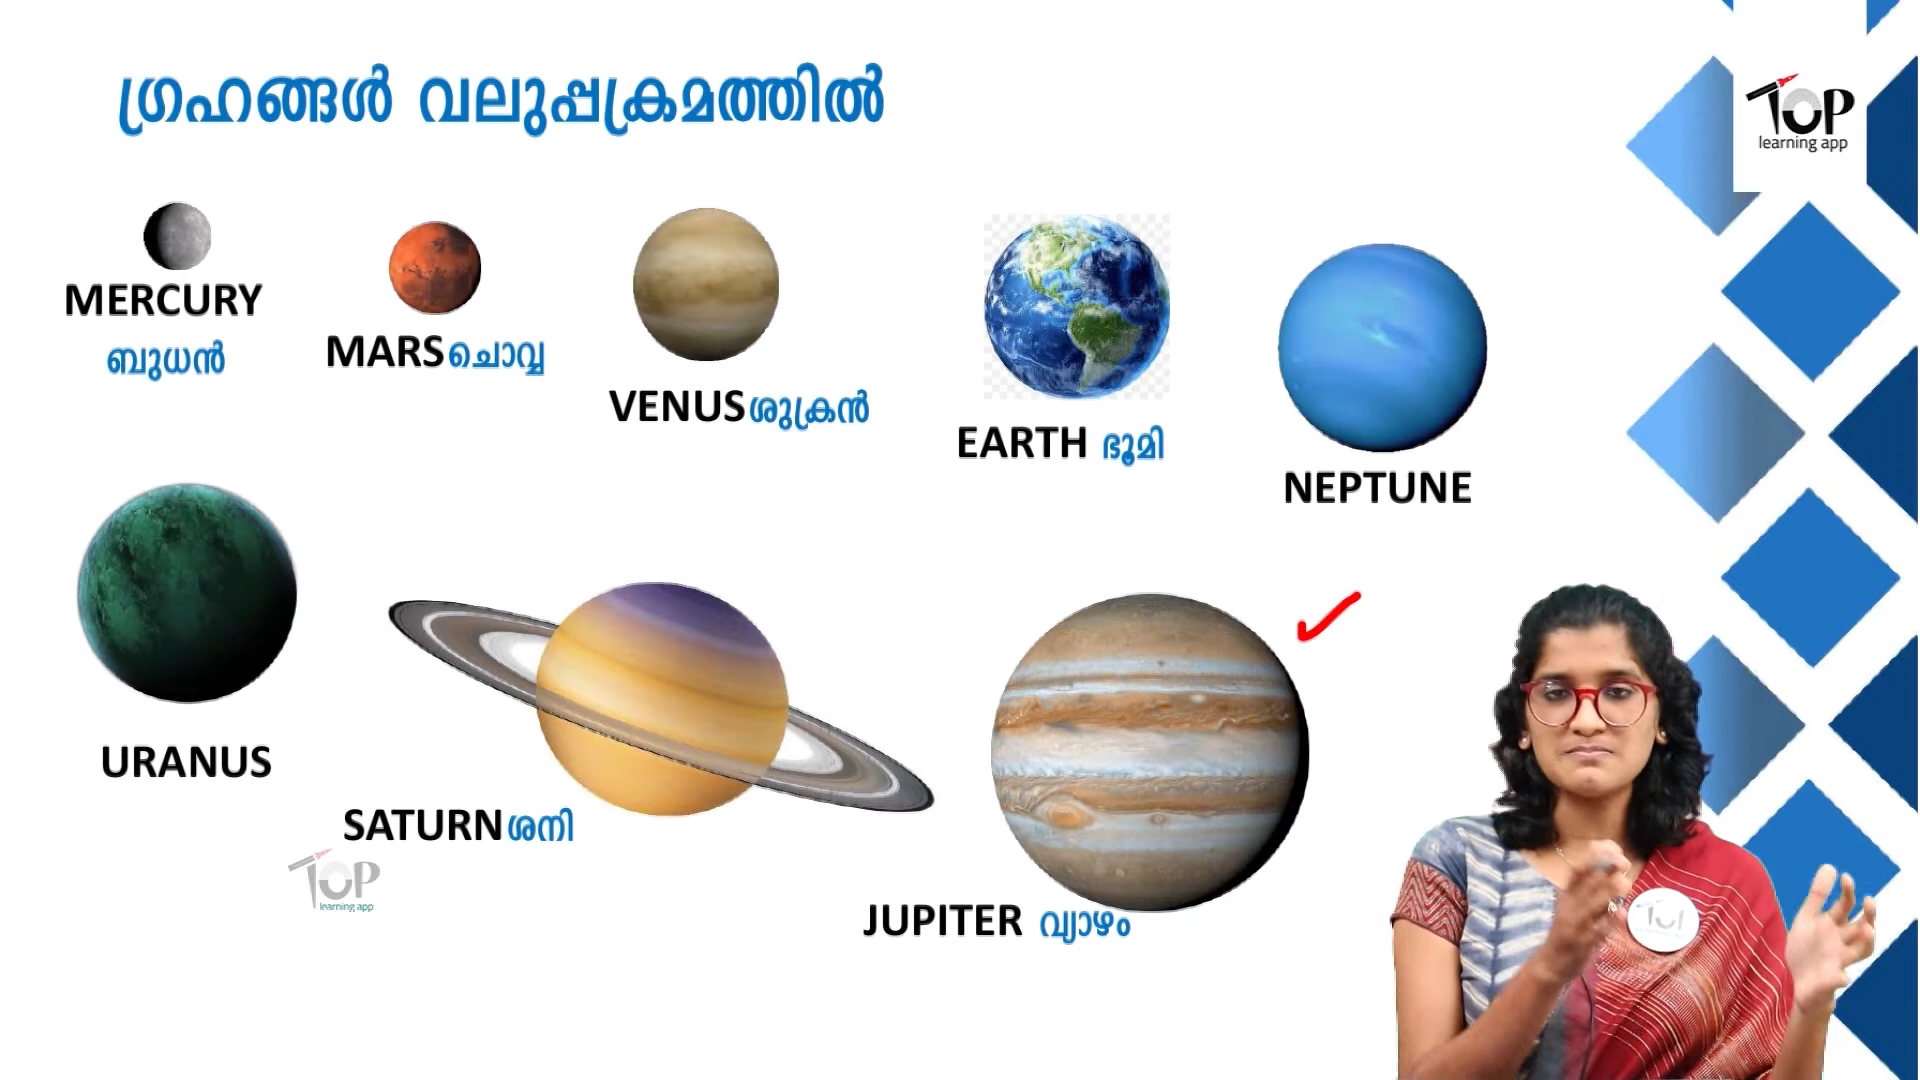 ഗ്രഹങ്ങൾ വലുപ്പക്രമത്തിൽ
TOP
learning app
MERCURY
ബുധൻ
MARS ചൊവ്വ
VENUS ശുക്രൻ
EARTH ഭൂമി
NEPTUNE
URANUS
SATURN ശനി
TOP
learning app
JUPITER വ്യാഴം